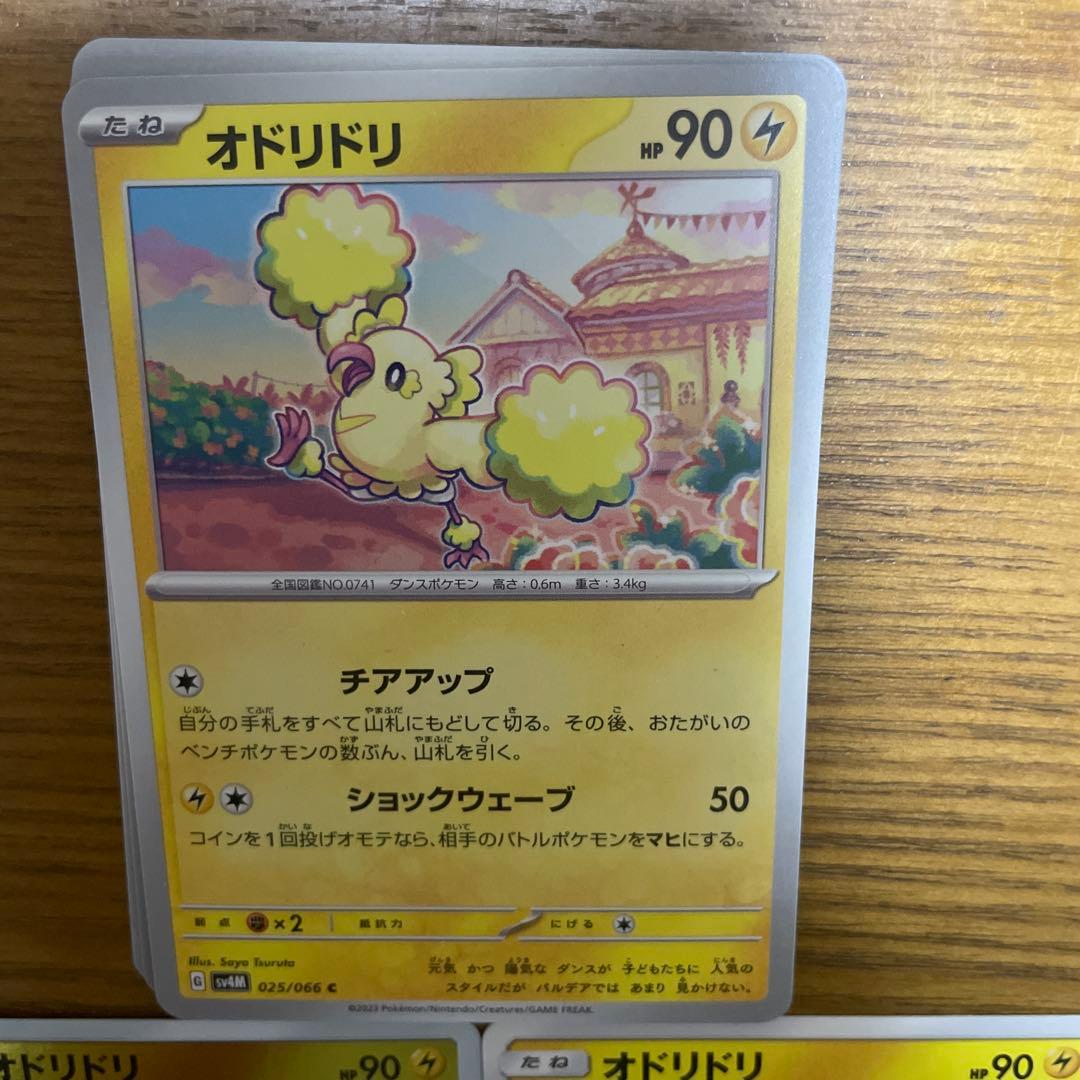 たね オドリドリ HP 90
全国図鑑NO.0741 ダンスポケモン 高さ:0.6m 重さ:3.4kg
チアアップ
自分の手札をすべて山札にもどして切る。その後、おたがいの
ベンチポケモンの数ぶん、山札を引く。
ショックウェーブ 50
コインを1回投げオモテなら、相手のバトルポケモンをマヒにする。
弱点 ×2 抵抗力 にげる
Illus. Saya Tsuruta
G SV4M 025/066 C
元気 かつ 陽気な ダンスが 子どもたちに 人気の
スタイルだが パルデアでは あまり 見かけない。
©2023 Pokémon/Nintendo/Creatures/GAME FREAK.
オドリドリ HP 90
たね オドリドリ HP 90